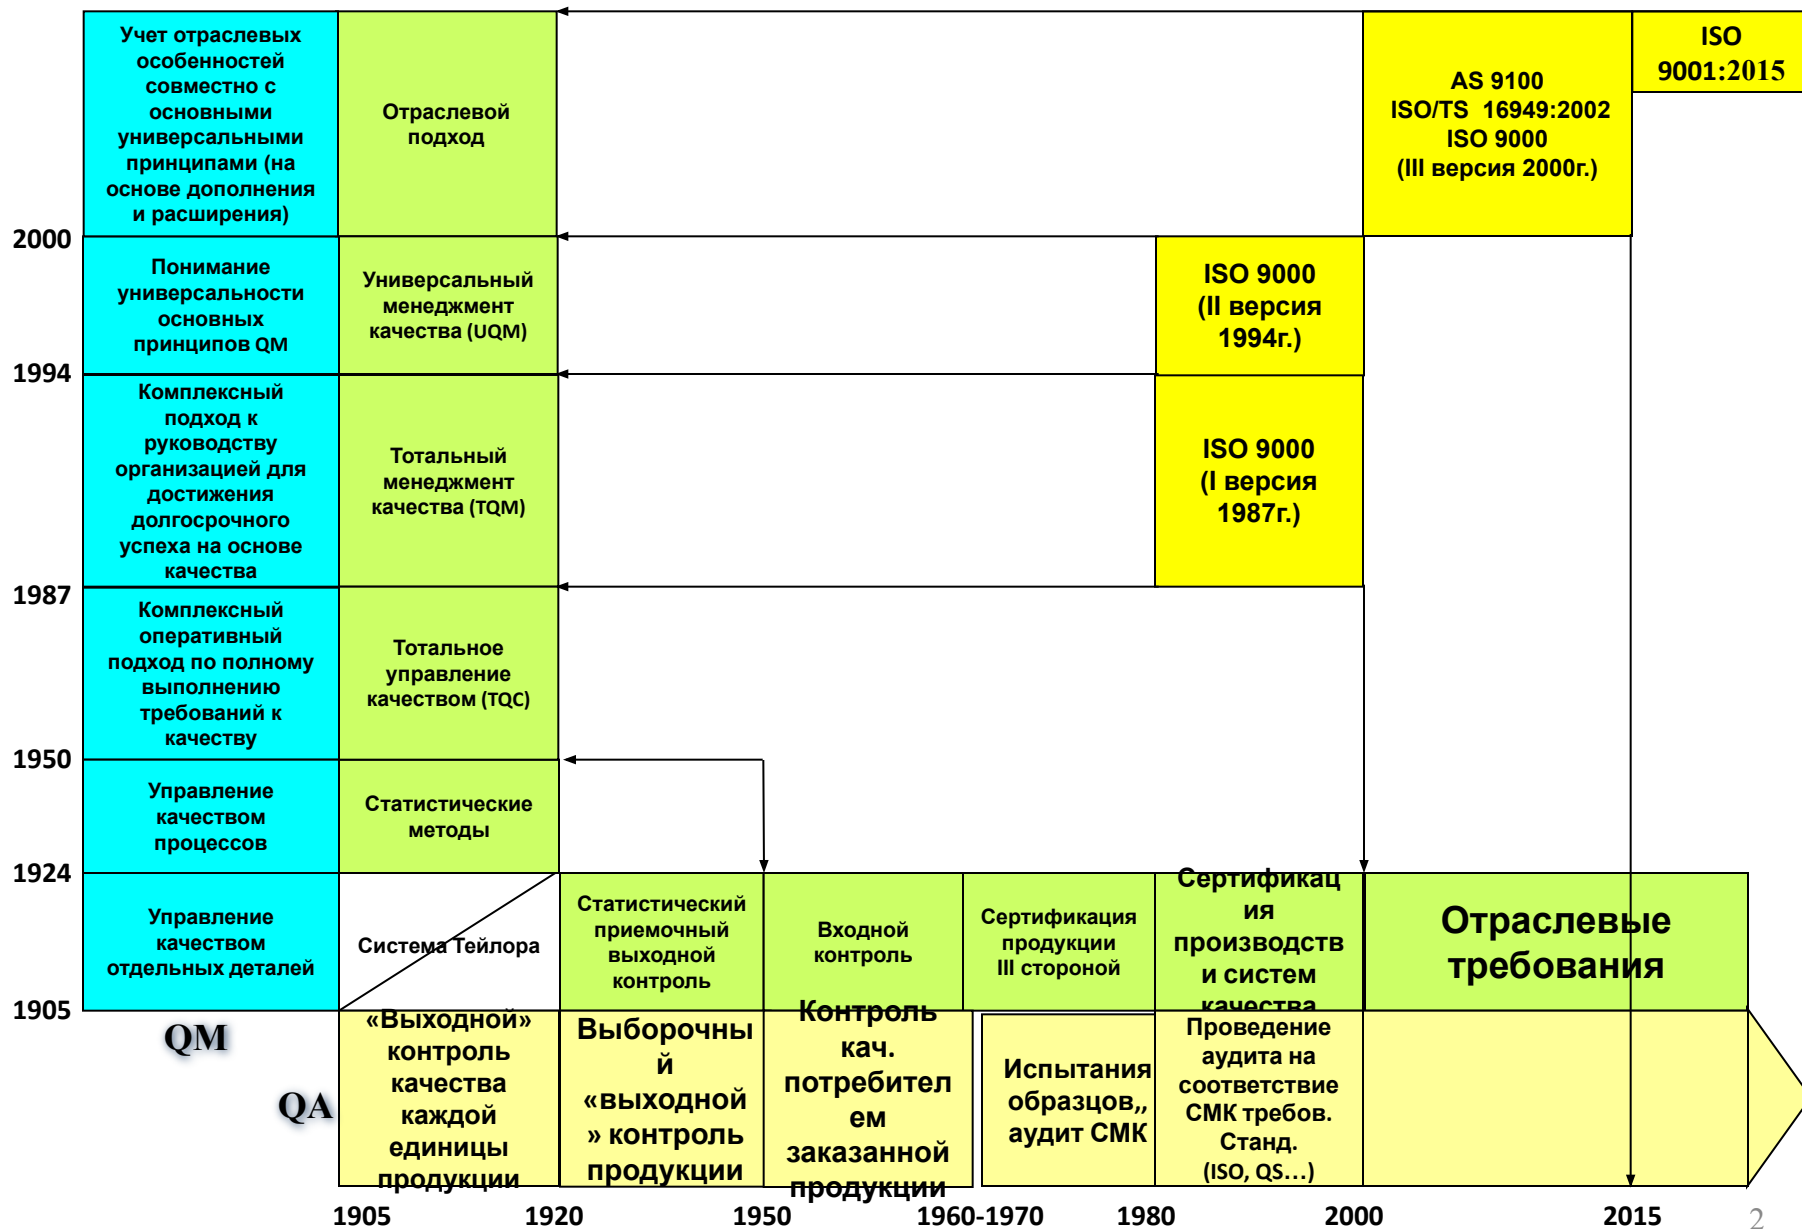 Учет отраслевых
особенностей
совместно с
основными
универсальными
принципами (на
основе дополнения
и расширения)
Отраслевой
подход
AS 9100
ISO/TS 16949:2002
ISO 9000
(III версия 2000г.)
ISO
9001:2015
2000
Понимание
универсальности
основных
принципов QM
Универсальный
менеджмент
качества (UQM)
ISO 9000
(II версия
1994г.)
1994
Комплексный
подход к
руководству
организацией для
достижения
долгосрочного
успеха на основе
качества
Тотальный
менеджмент
качества (TQM)
ISO 9000
(I версия
1987г.)
1987
Комплексный
оперативный
подход по полному
выполнению
требований к
качеству
Тотальное
управление
качеством (TQC)
1950
Управление
качеством
процессов
Статистические
методы
1924
Управление
качеством
отдельных деталей
Система Тейлора
Статистический
приемочный
выходной
контроль
Входной
контроль
Сертификация
продукции
III стороной
Сертификац
ия
производств
и систем
качества
Отраслевые
требования
1905
QM
QA
«Выходной»
контроль
качества
каждой
единицы
продукции
Выборочны
й
«выходной
» контроль
продукции
Контроль
кач.
потребител
ем
заказанной
продукции
Испытания
образцов,,
аудит СМК
Проведение
аудита на
соответствие
СМК требов.
Станд.
(ISO, QS…)
1905
1920
1950
1960-1970
1980
2000
2015
2